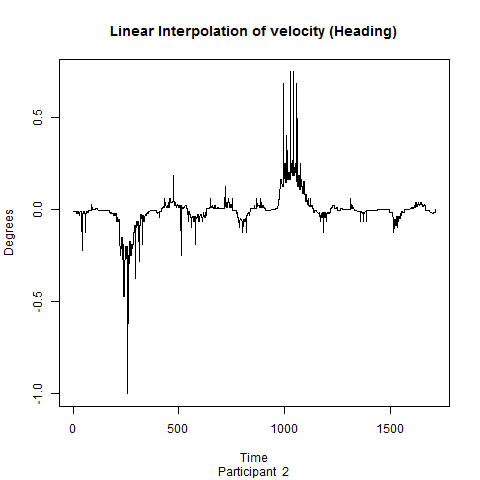 Linear Interpolation of velocity (Heading)
Degrees
0.5
0.0
-0.5
-1.0
0 500 1000 1500
Time
Participant 2